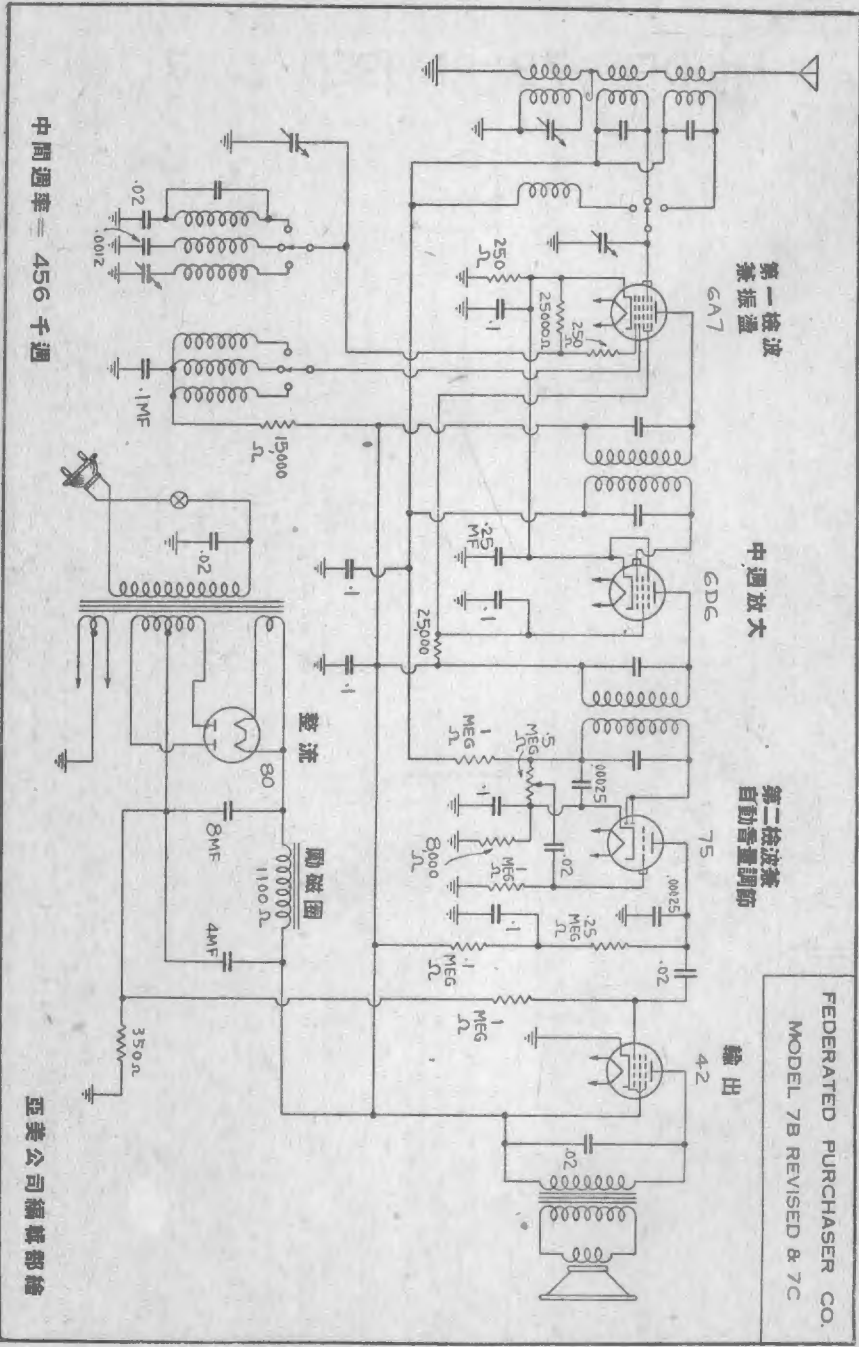 FEDERATED PURCHASER CO.
MODEL 7B REVISED & 7C
第一檢波
兼振盪
6A7
中週放大
6D6
第二檢波兼
自動音量調節
75
輸出
42
250
Ω
.1
25000Ω
250
Ω
.25
MF
.1
.00025
.5
MEG
Ω
1
MEG
Ω
.1
8,000
Ω
.02
1
MEG
Ω
.00025
.25
MEG
Ω
.1
.1
MEG
Ω
.02
1
MEG
Ω
.02
.02
.0012
.1MF
15,000
Ω
25,000
.1
.1
中間週率 = 456 千週
.02
整流
80
勵磁圈
1100Ω
8MF
4MF
350Ω
亞美公司編輯部繪